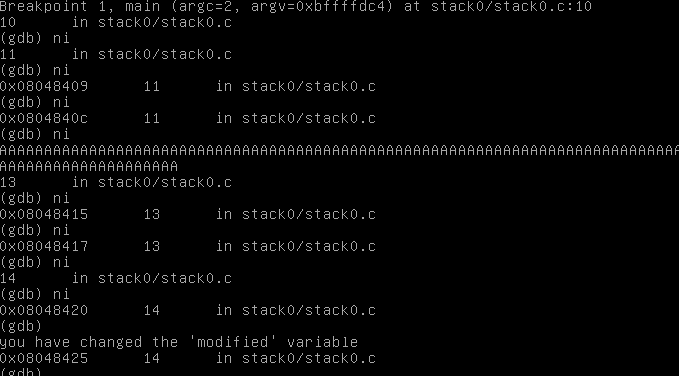 Breakpoint 1, main (argc=2, argv=0xbffffdc4) at stack0/stack0.c:10
10      in stack0/stack0.c
(gdb) ni
11      in stack0/stack0.c
(gdb) ni
0x08048409      11      in stack0/stack0.c
(gdb) ni
0x0804840c      11      in stack0/stack0.c
(gdb) ni
AAAAAAAAAAAAAAAAAAAAAAAAAAAAAAAAAAAAAAAAAAAAAAAAAAAAAAAAAAAAAAAAAAAAAAAAAAA
AAAAAAAAAAAAAAAAAAAA
13      in stack0/stack0.c
(gdb) ni
0x08048415      13      in stack0/stack0.c
(gdb) ni
0x08048417      13      in stack0/stack0.c
(gdb) ni
14      in stack0/stack0.c
(gdb) ni
0x08048420      14      in stack0/stack0.c
(gdb)
you have changed the 'modified' variable
0x08048425      14      in stack0/stack0.c
(gdb)